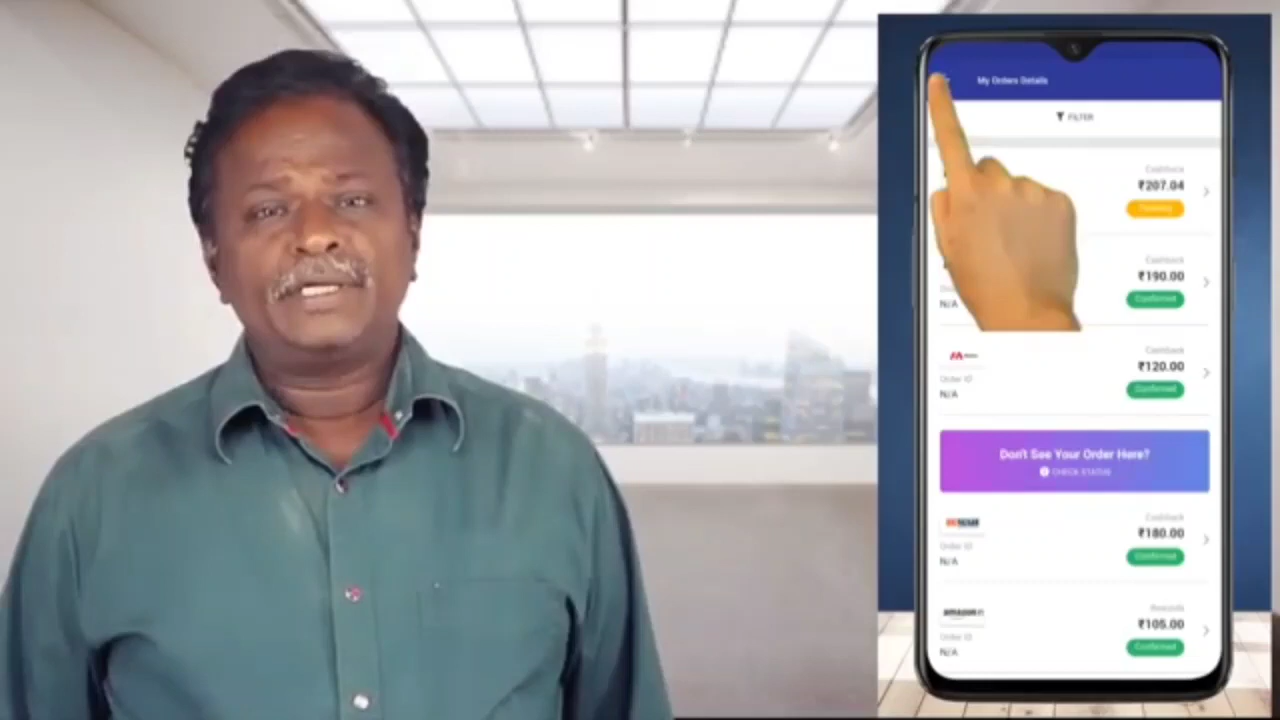 My Orders Details
FILTER
Cashback
₹207.04
Cashback
₹190.00
Confirmed
N/A
Cashback
₹120.00
Order ID
Confirmed
N/A
Don't See Your Order Here?
CHECK STATUS
Cashback
₹180.00
Order ID
Confirmed
N/A
amazon.in
Rewards
₹105.00
Order ID
Confirmed
N/A